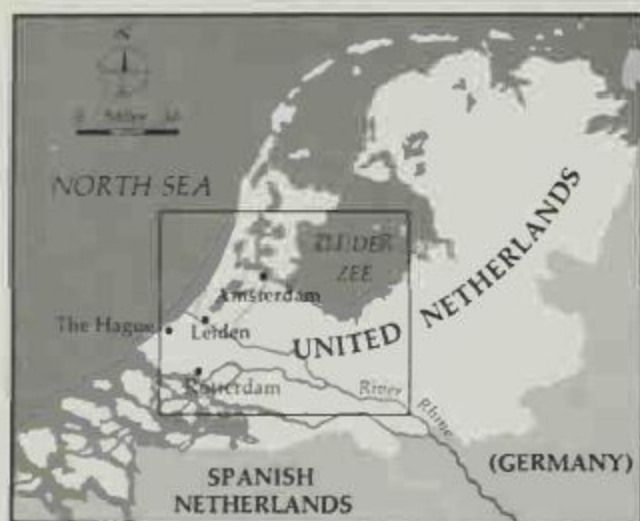 N
Miles
NORTH SEA
ZUIDER
ZEE
Amsterdam
The Hague
Leiden
UNITED NETHERLANDS
Rotterdam
River Rhine
(GERMANY)
SPANISH
NETHERLANDS